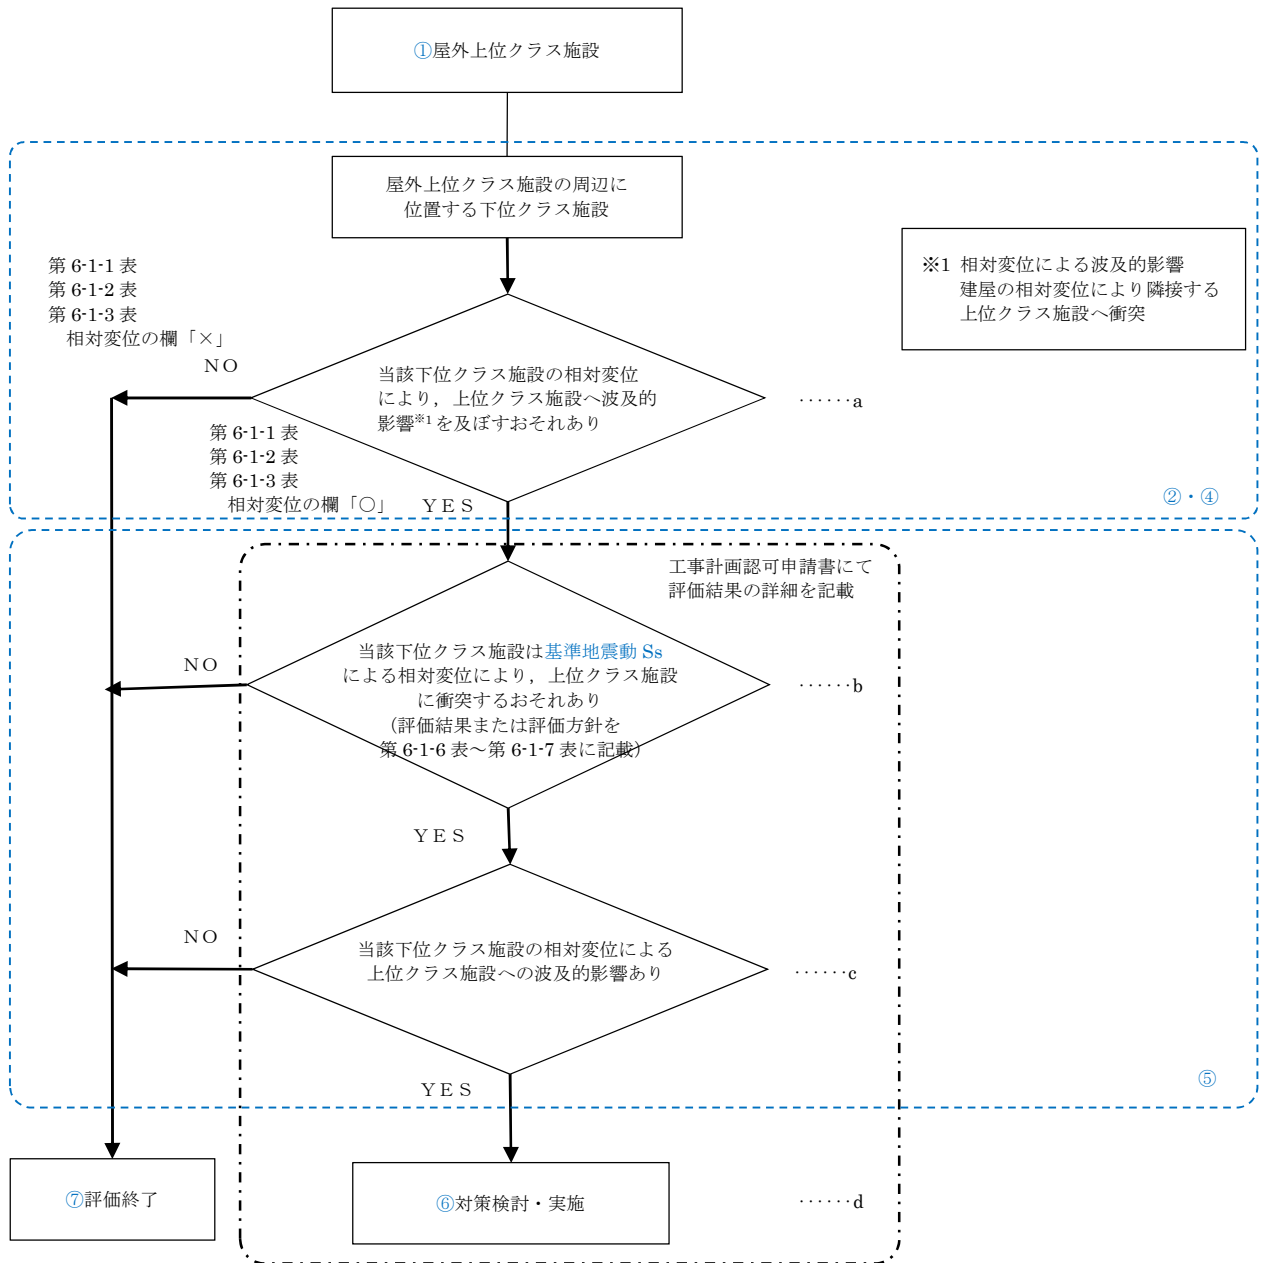 ①屋外上位クラス施設
屋外上位クラス施設の周辺に
位置する下位クラス施設
※1 相対変位による波及的影響
建屋の相対変位により隣接する
上位クラス施設へ衝突
第 6-1-1 表
第 6-1-2 表
第 6-1-3 表
相対変位の欄「×」
ＮＯ
当該下位クラス施設の相対変位
により，上位クラス施設へ波及的
影響※1を及ぼすおそれあり
······a
第 6-1-1 表
第 6-1-2 表
第 6-1-3 表
相対変位の欄「○」
ＹＥＳ
②・④
工事計画認可申請書にて
評価結果の詳細を記載
当該下位クラス施設は基準地震動 Ss
による相対変位により，上位クラス施設
に衝突するおそれあり
（評価結果または評価方針を
第 6-1-6 表～第 6-1-7 表に記載）
ＮＯ
······b
ＹＥＳ
ＮＯ
当該下位クラス施設の相対変位による
上位クラス施設への波及的影響あり
······c
ＹＥＳ
⑤
⑦評価終了
⑥対策検討・実施
······d